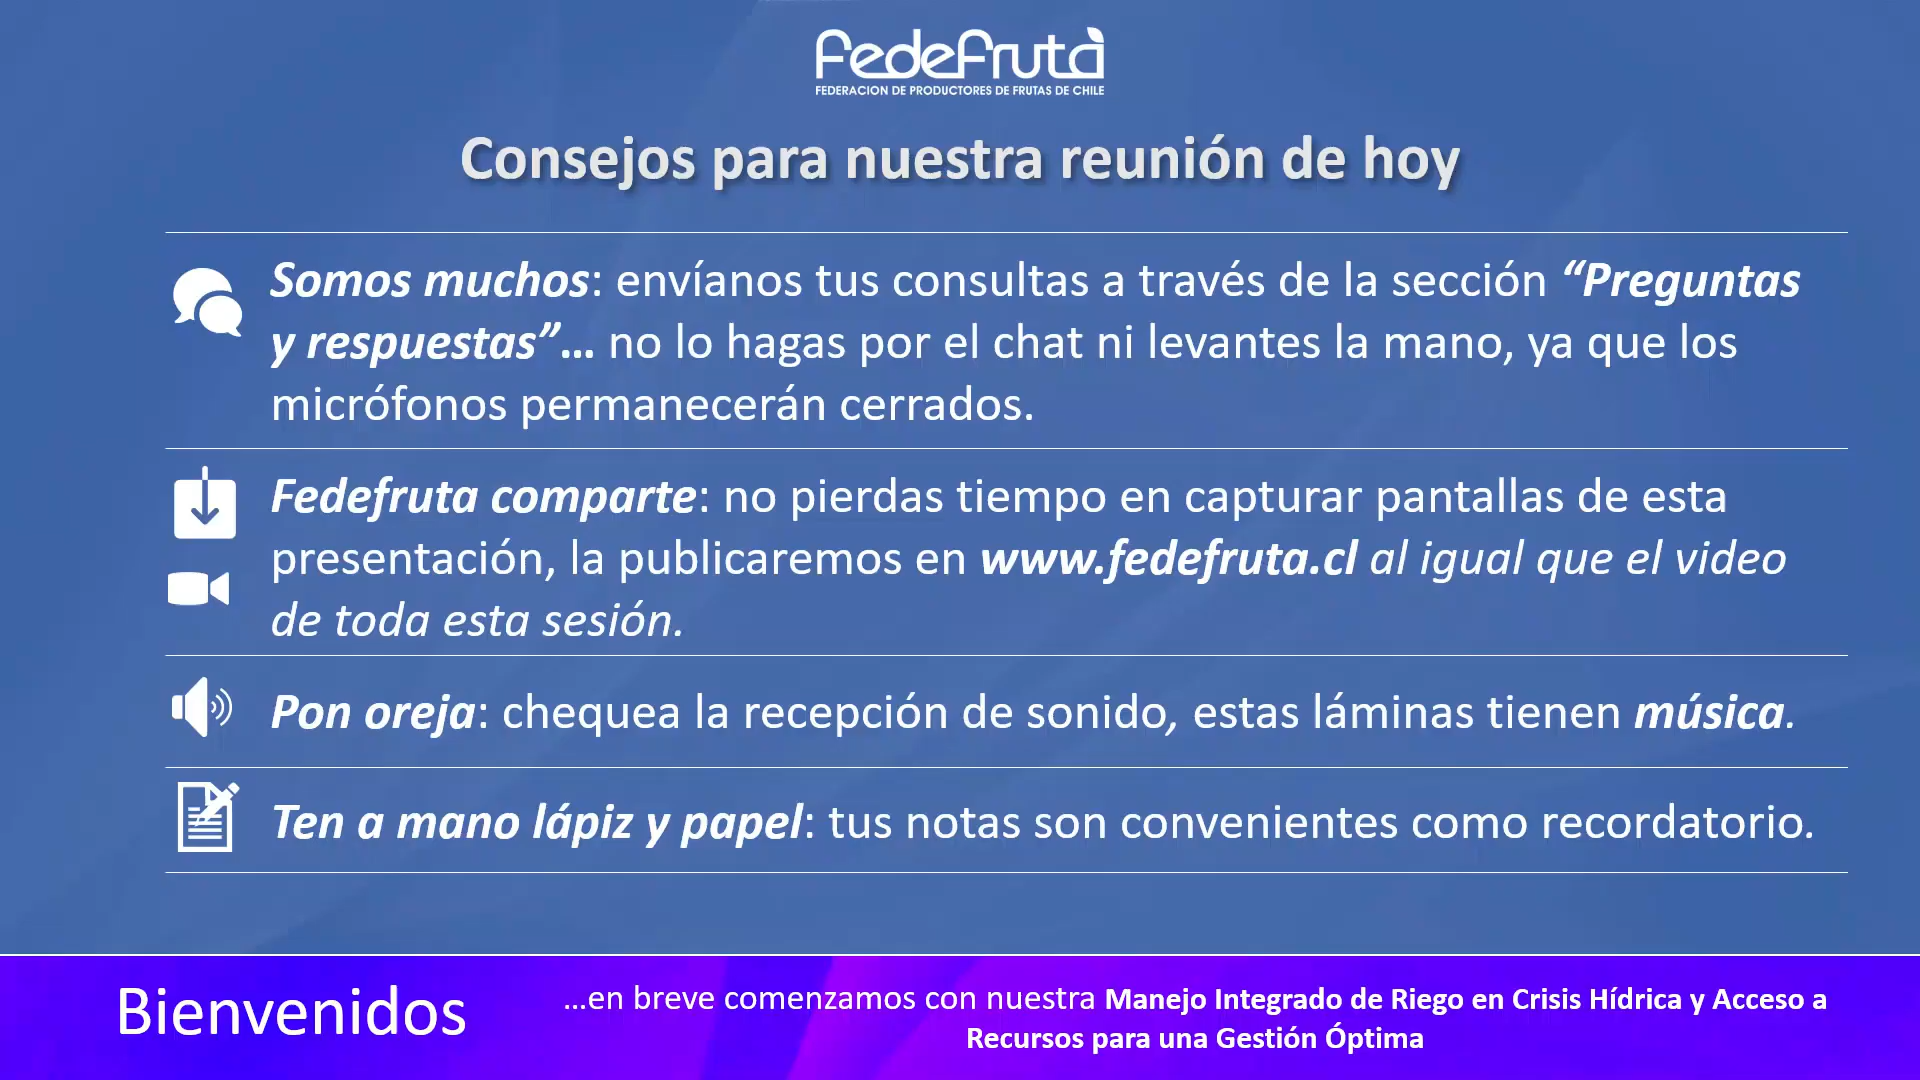 FedeFruta
FEDERACION DE PRODUCTORES DE FRUTAS DE CHILE
Consejos para nuestra reunión de hoy
Somos muchos: envíanos tus consultas a través de la sección “Preguntas
y respuestas”... no lo hagas por el chat ni levantes la mano, ya que los
micrófonos permanecerán cerrados.
Fedefruta comparte: no pierdas tiempo en capturar pantallas de esta
presentación, la publicaremos en www.fedefruta.cl al igual que el video
de toda esta sesión.
Pon oreja: chequea la recepción de sonido, estas láminas tienen música.
Ten a mano lápiz y papel: tus notas son convenientes como recordatorio.
Bienvenidos
...en breve comenzamos con nuestra Manejo Integrado de Riego en Crisis Hídrica y Acceso a
Recursos para una Gestión Óptima